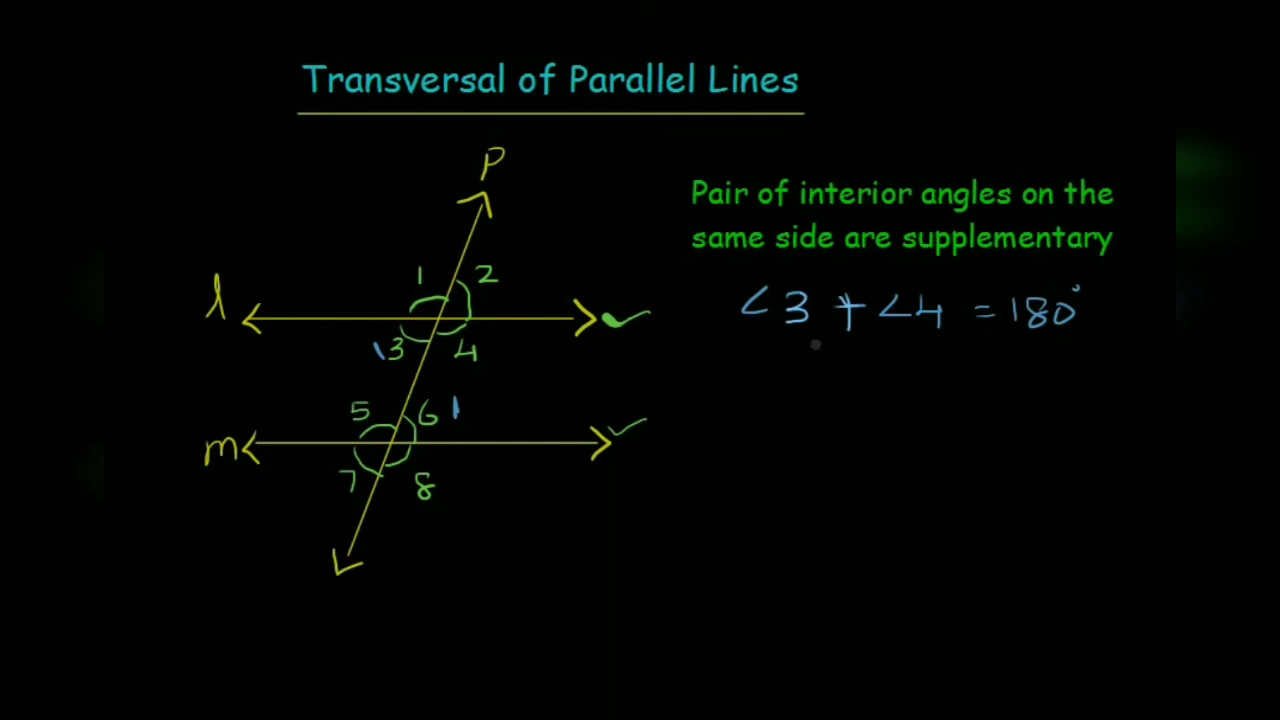 Transversal of Parallel Lines
P
Pair of interior angles on the
same side are supplementary
1 2
l
∠3 + ∠4 = 180°
3 4
5 6
m
7 8